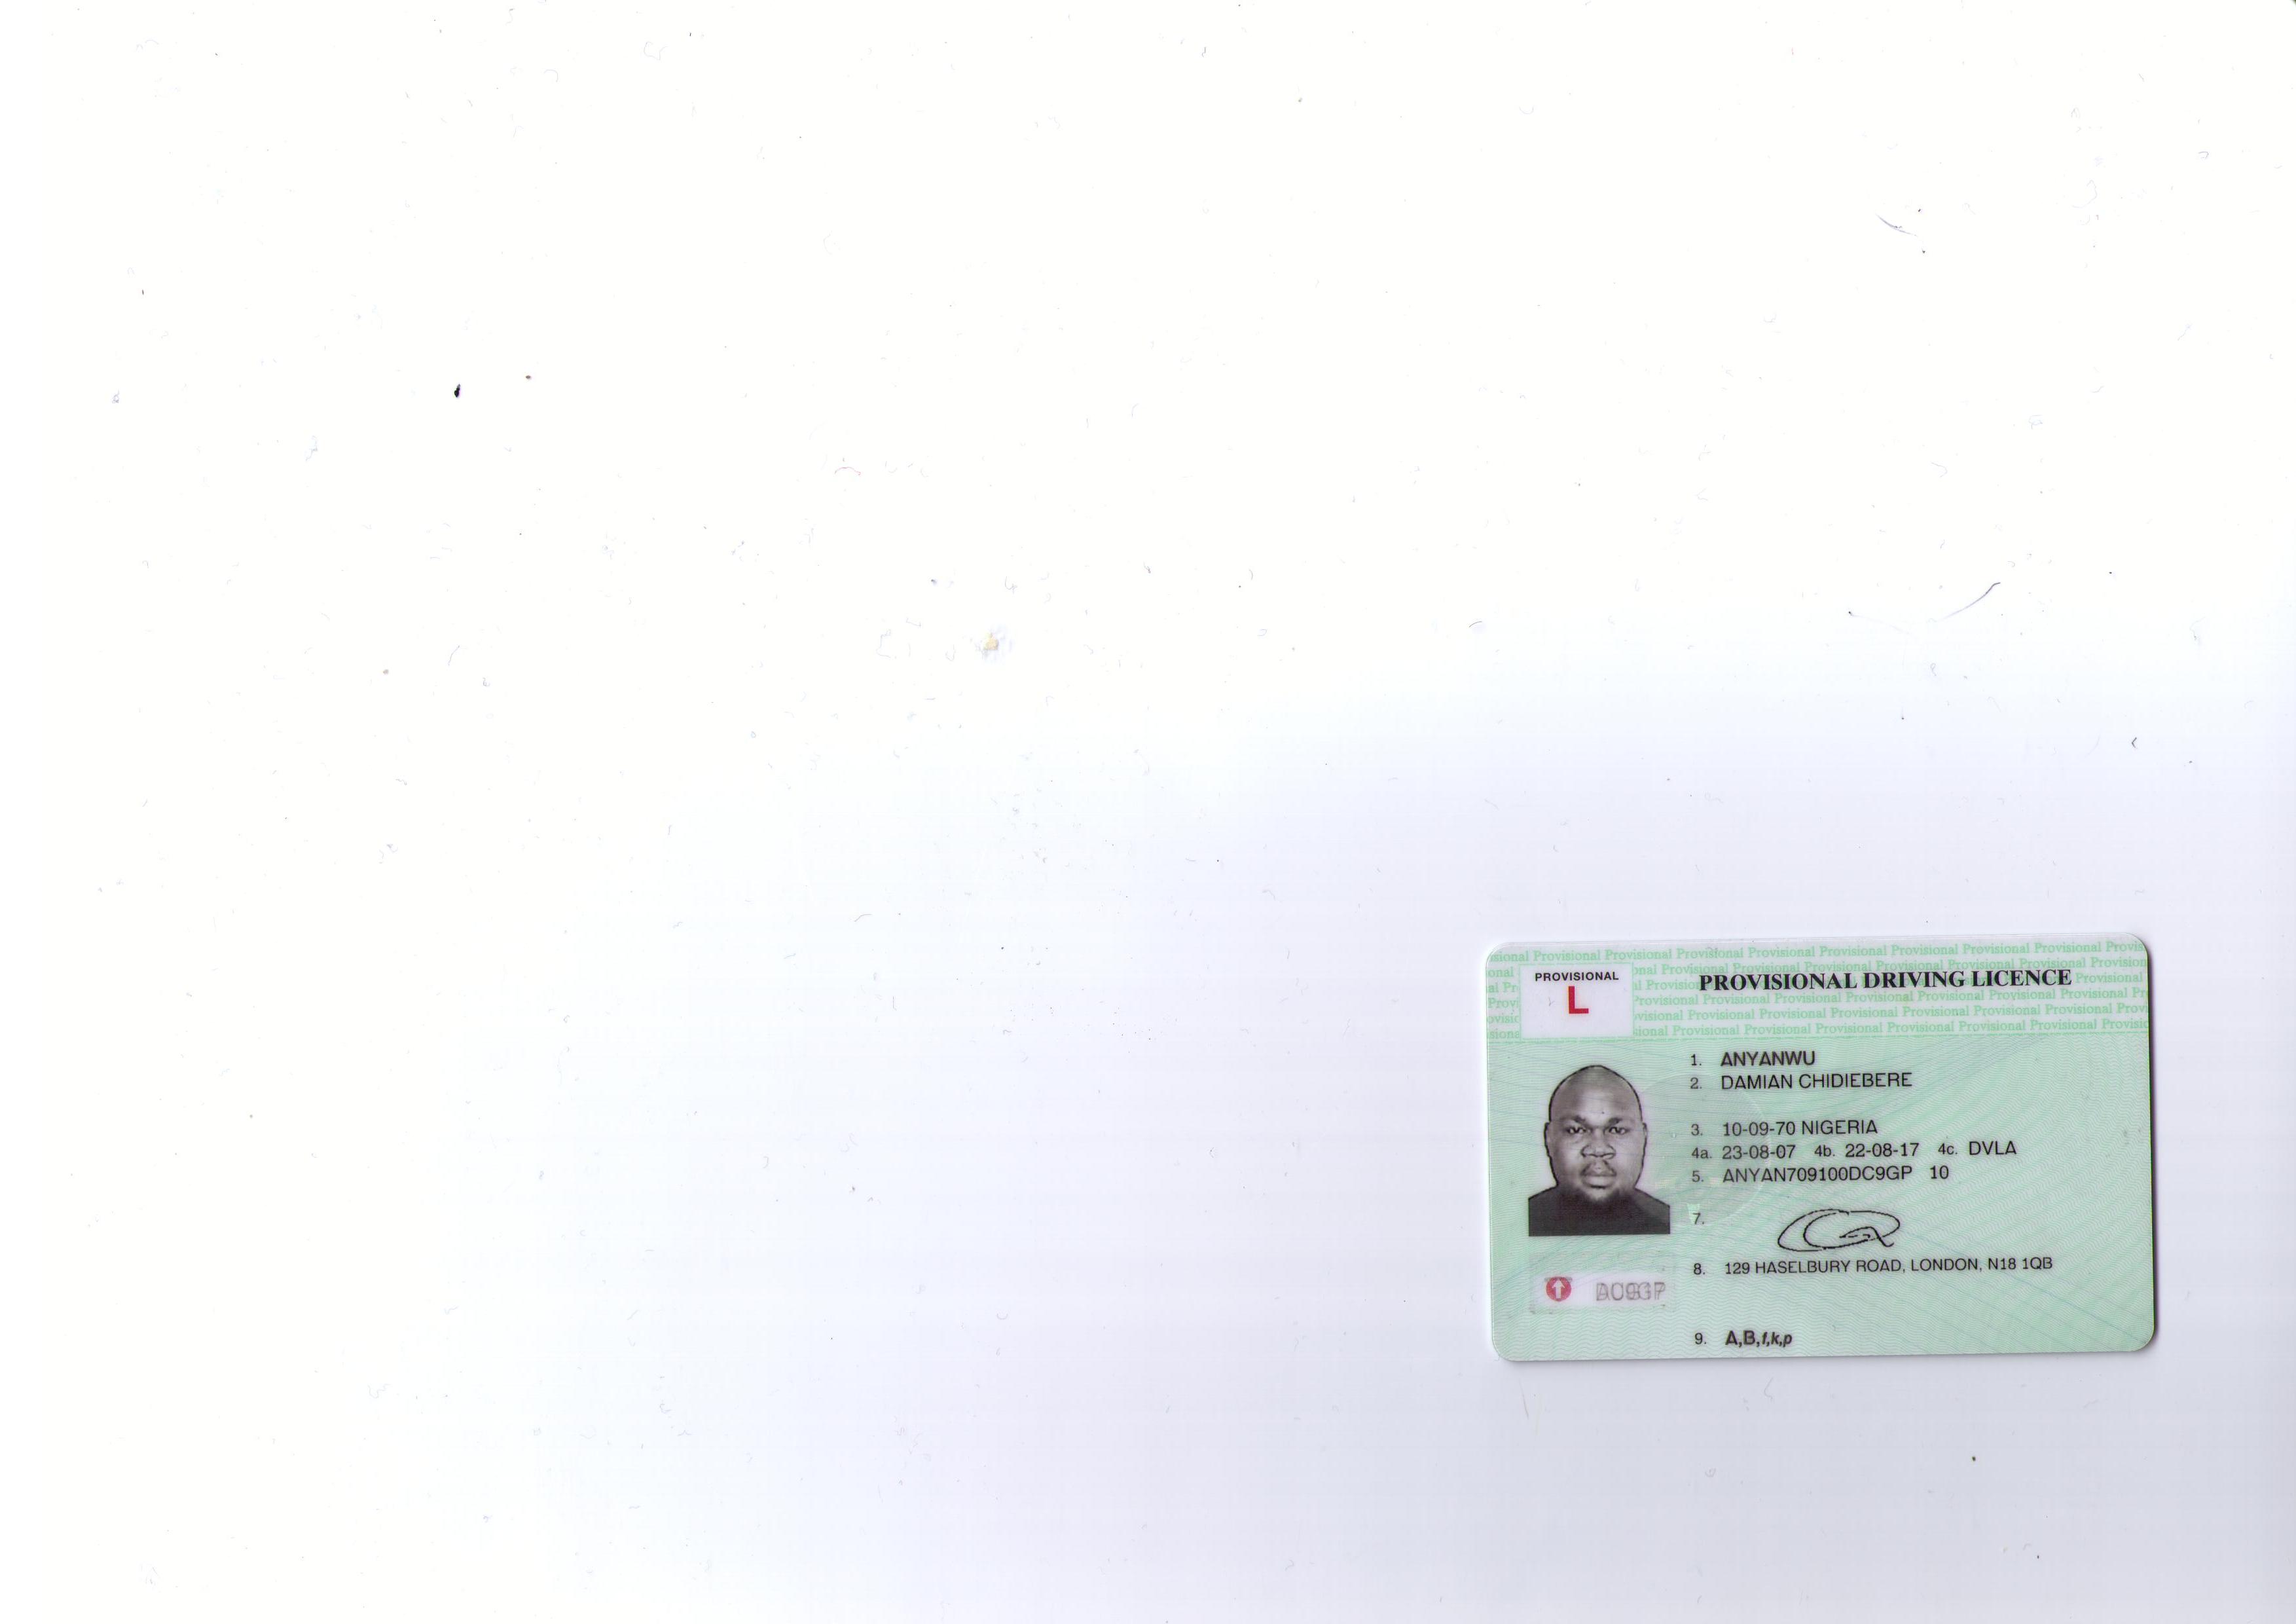 PROVISIONAL
L
PROVISIONAL DRIVING LICENCE
1. ANYANWU
2. DAMIAN CHIDIEBERE
3. 10-09-70 NIGERIA
4a. 23-08-07 4b. 22-08-17 4c. DVLA
5. ANYAN709100DC9GP 10
7.
8. 129 HASELBURY ROAD, LONDON, N18 1QB
9. A,B,f,k,p